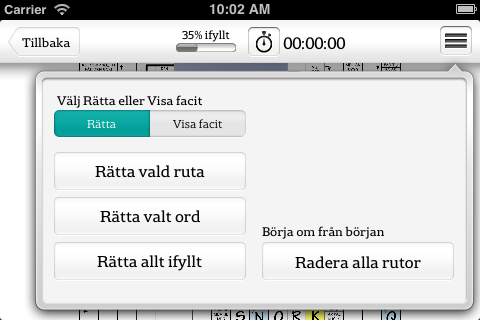 Carrier 10:02 AM
Tillbaka 35% ifyllt 00:00:00
Välj Rätta eller Visa facit
Rätta Visa facit
Rätta vald ruta
Rätta valt ord
Börja om från början
Rätta allt ifyllt Radera alla rutor
S N O R K Q